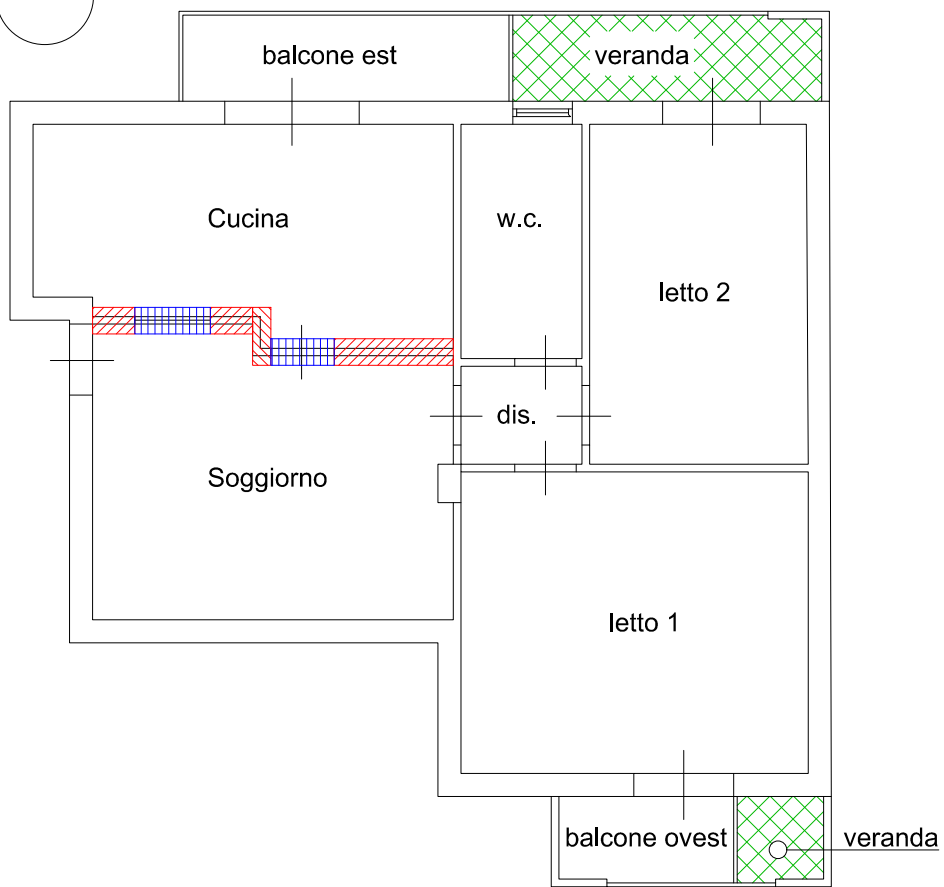 balcone est
veranda
Cucina
w.c.
letto 2
dis.
Soggiorno
letto 1
balcone ovest
veranda